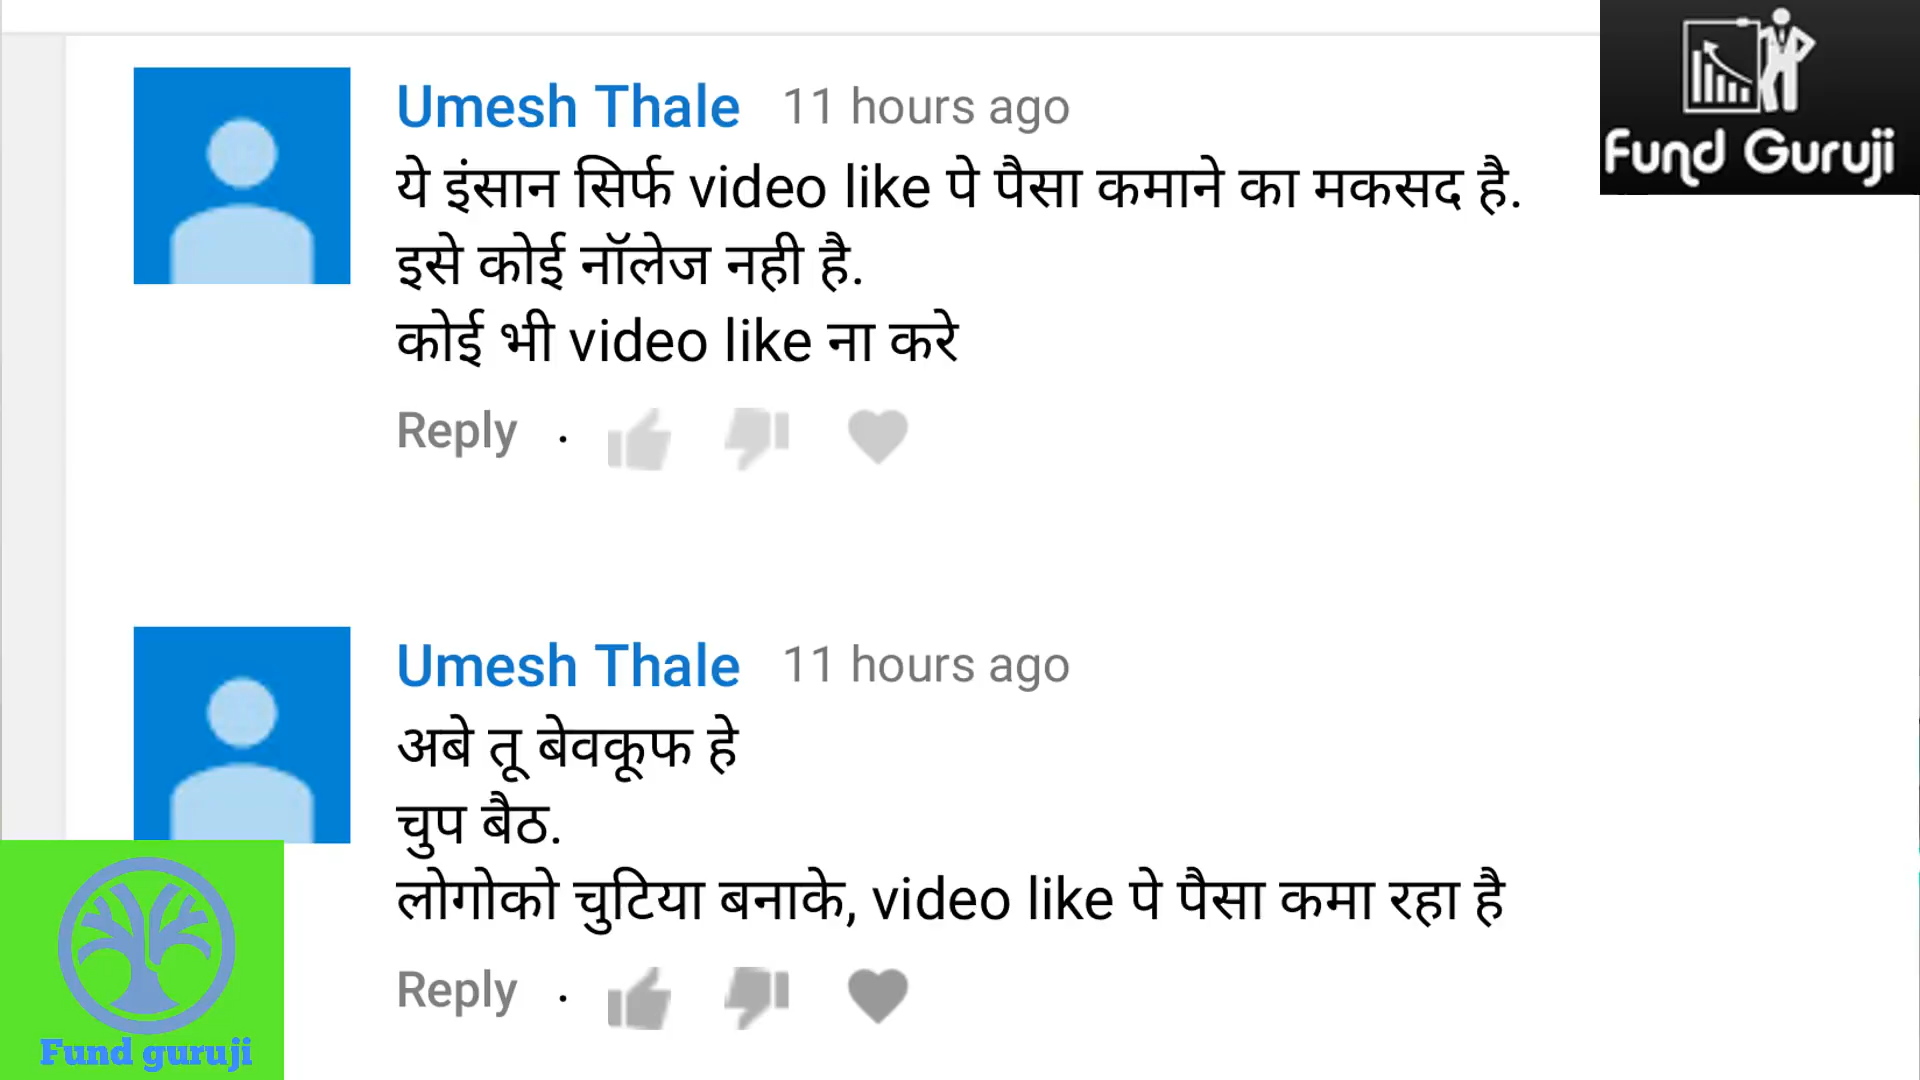 Umesh Thale 11 hours ago
ये इंसान सिर्फ video like पे पैसा कमाने का मकसद है.
इसे कोई नॉलेज नही है.
कोई भी video like ना करे
Reply .
Fund Guruji
Umesh Thale 11 hours ago
अबे तू बेवकूफ हे
चुप बैठ.
लोगोको चुटिया बनाके, video like पे पैसा कमा रहा है
Reply .
Fund guruji